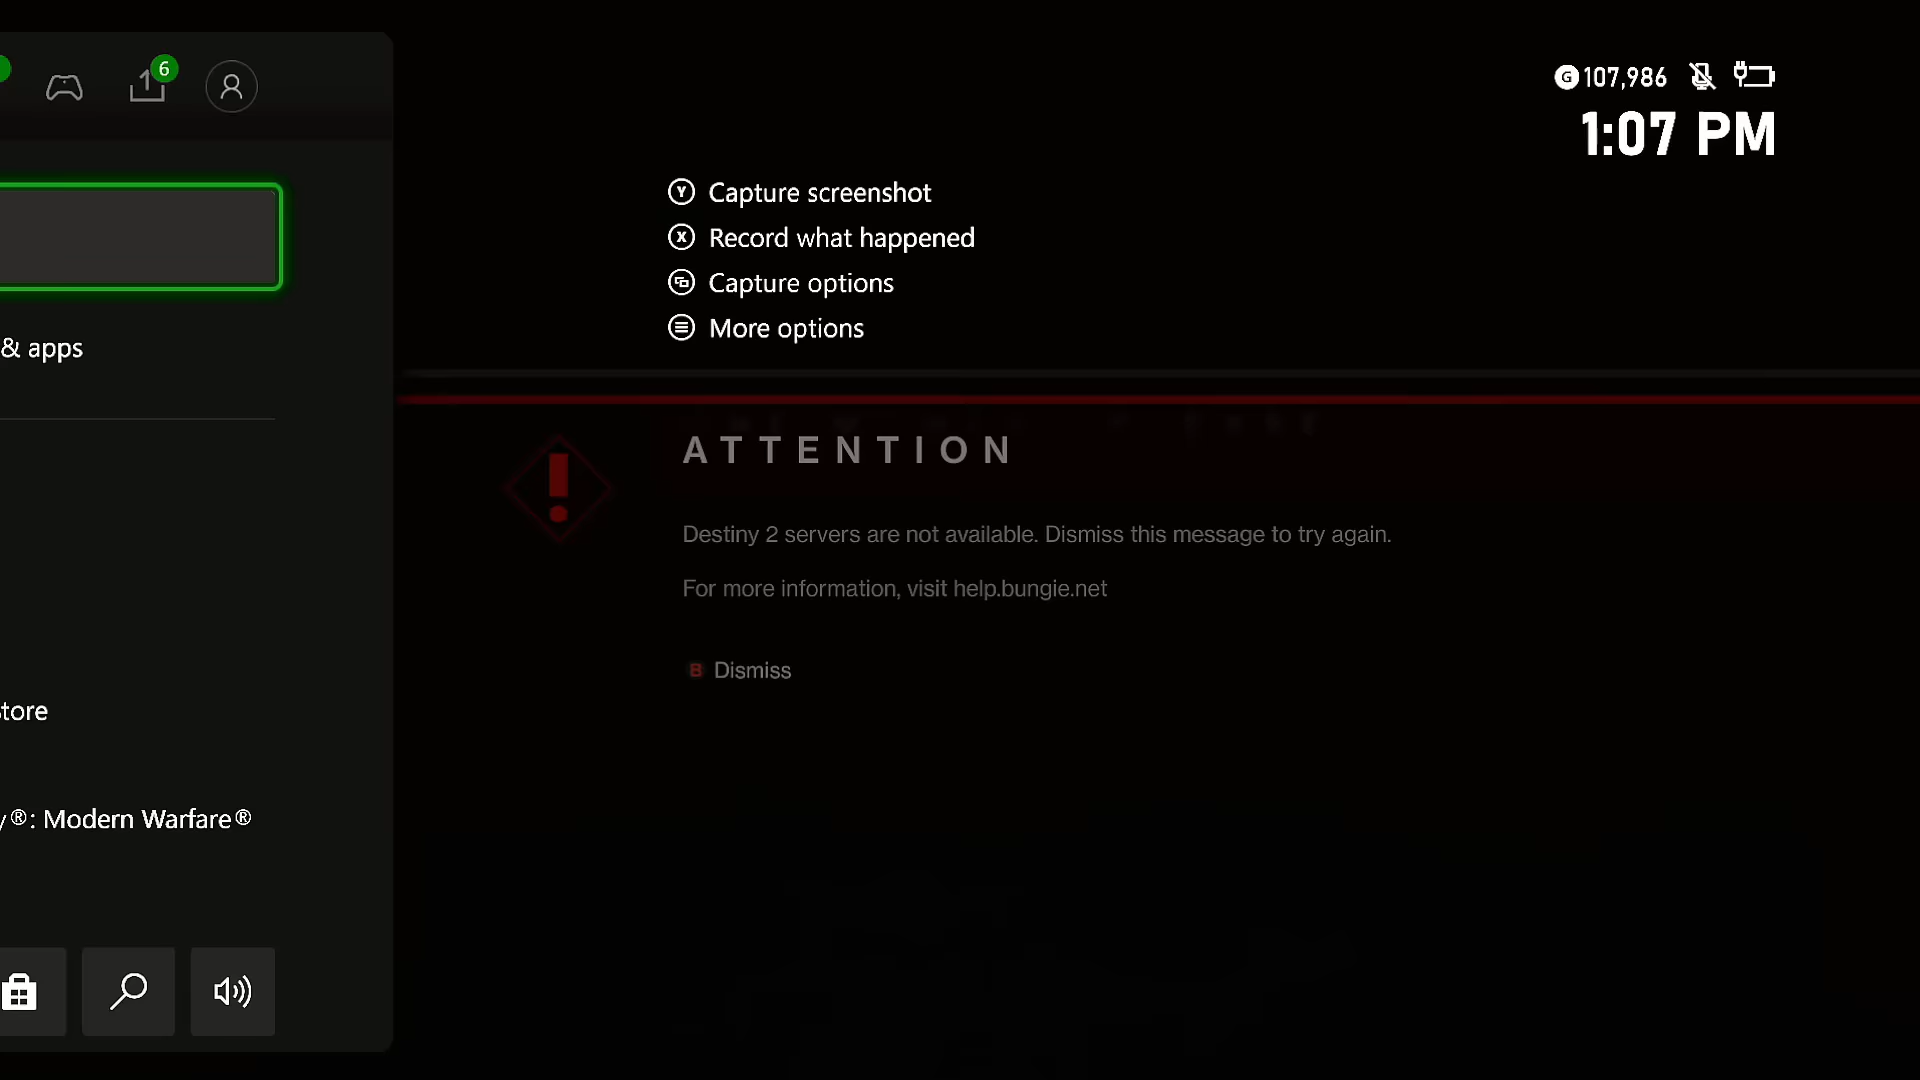 6
G 107,986
1:07 PM
Y Capture screenshot
X Record what happened
Capture options
More options
& apps
ATTENTION
Destiny 2 servers are not available. Dismiss this message to try again.
For more information, visit help.bungie.net
B Dismiss
tore
y®: Modern Warfare®